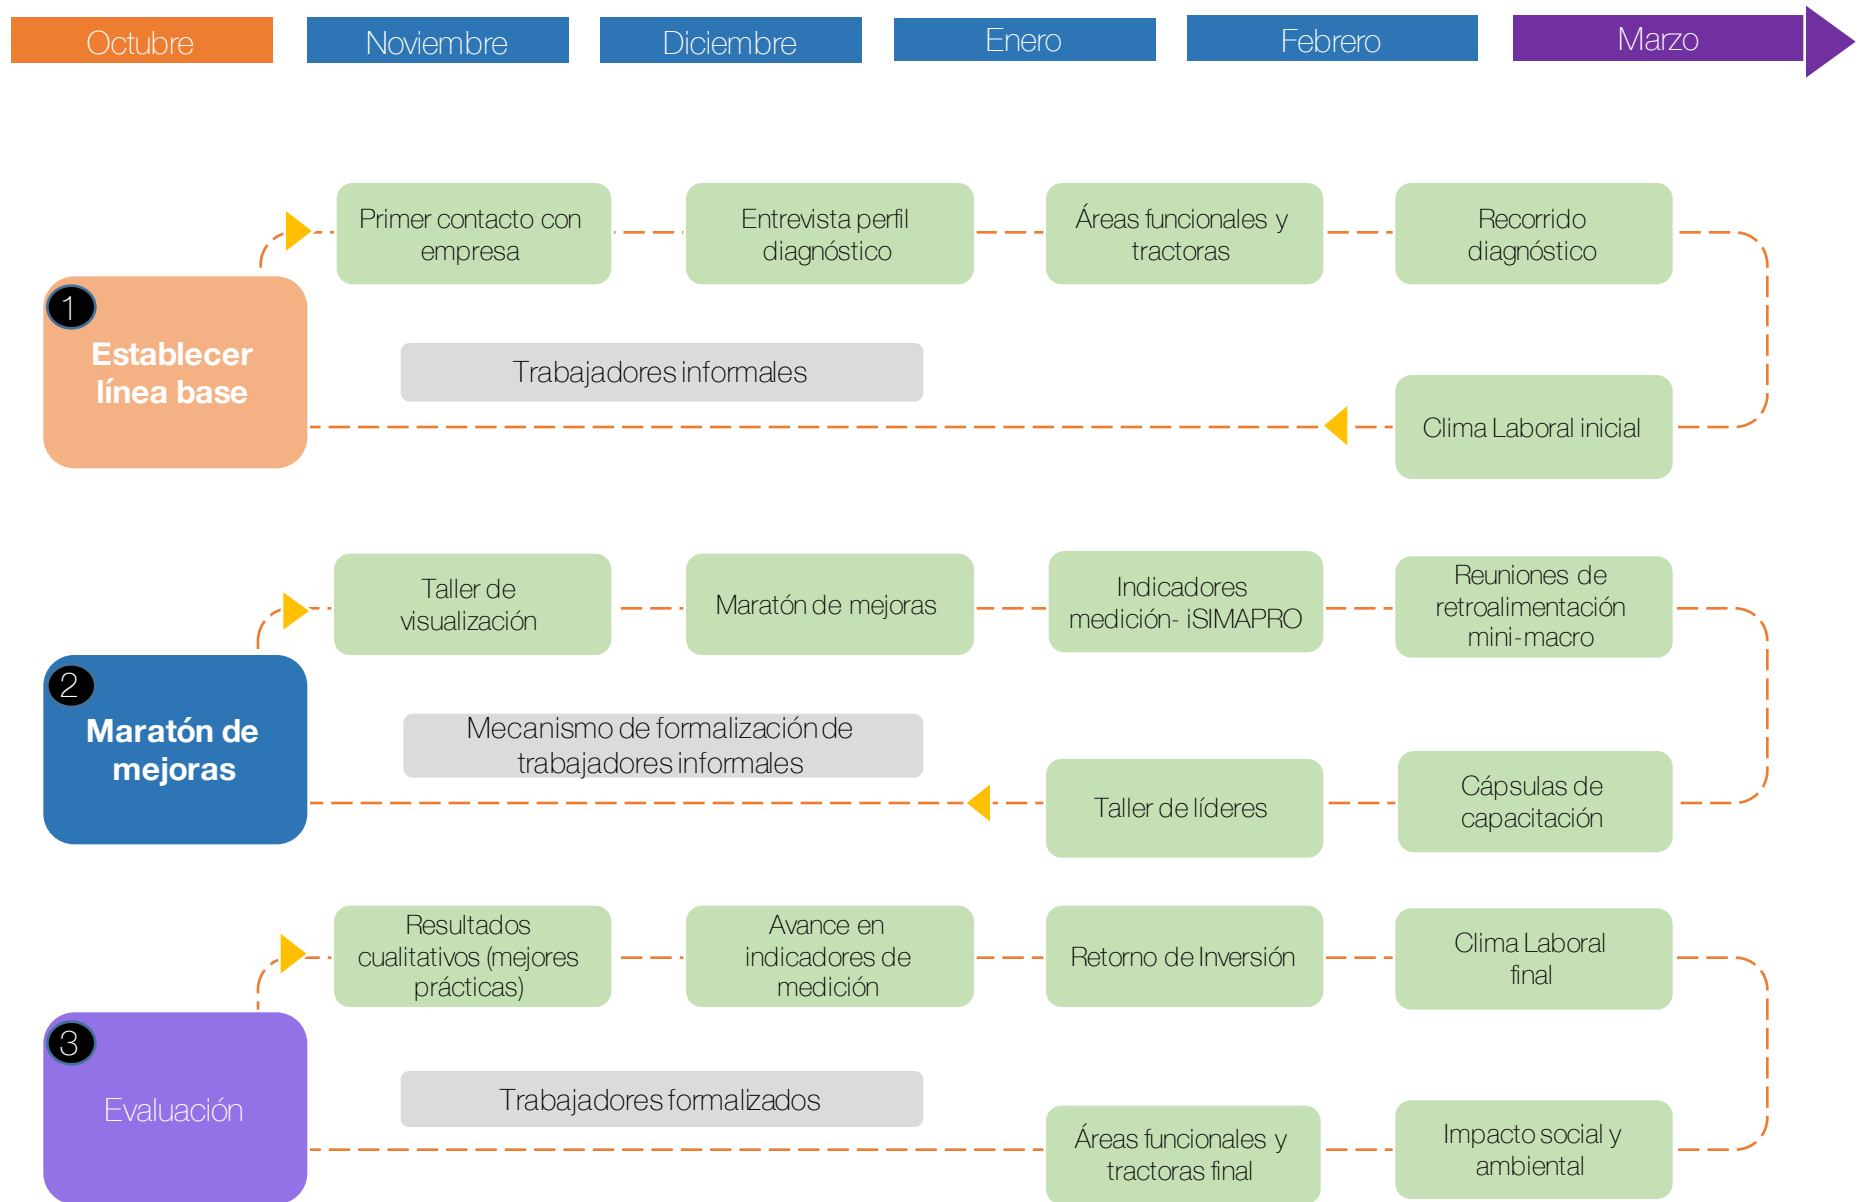 Octubre
Noviembre
Diciembre
Enero
Febrero
Marzo
Primer contacto con
empresa
Entrevista perfil
diagnóstico
Áreas funcionales y
tractoras
Recorrido
diagnóstico
1
Establecer
línea base
Trabajadores informales
Clima Laboral inicial
Taller de
visualización
Maratón de mejoras
Indicadores
medición- iSIMAPRO
Reuniones de
retroalimentación
mini-macro
2
Maratón de
mejoras
Mecanismo de formalización de
trabajadores informales
Taller de líderes
Cápsulas de
capacitación
Resultados
cualitativos (mejores
prácticas)
Avance en
indicadores de
medición
Retorno de Inversión
Clima Laboral
final
3
Evaluación
Trabajadores formalizados
Áreas funcionales y
tractoras final
Impacto social y
ambiental